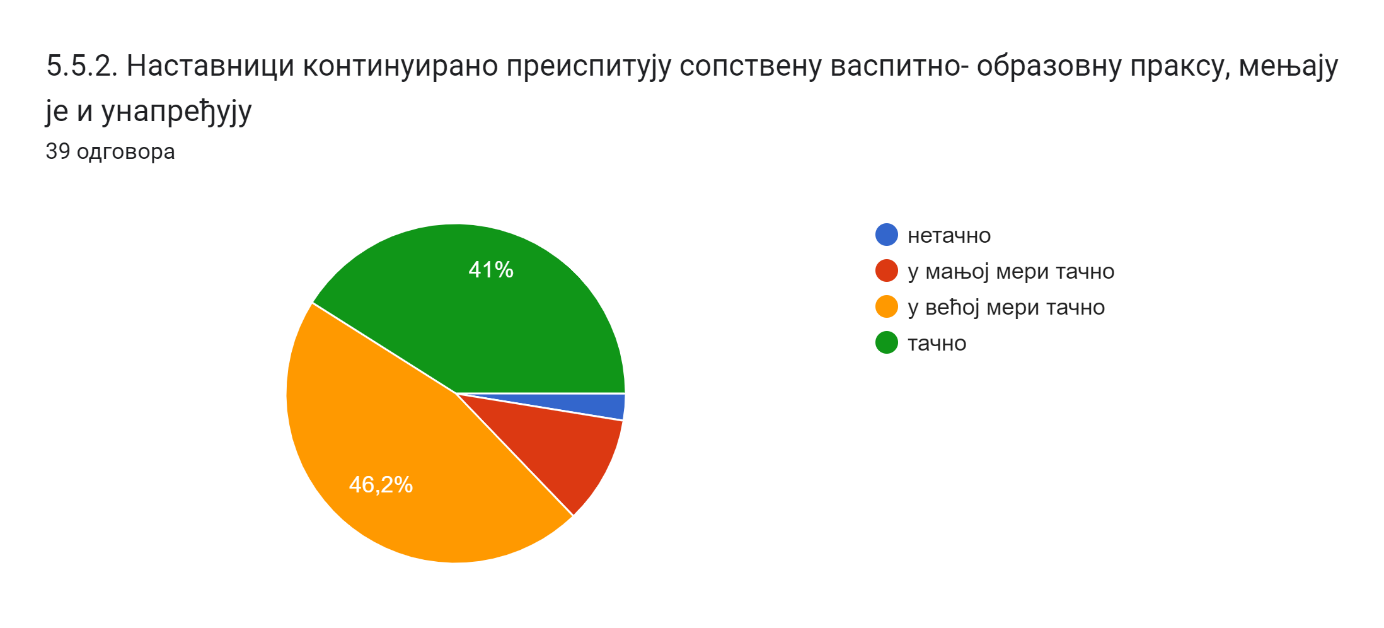 5.5.2. Наставници континуирано преиспитују сопствену васпитно- образовну праксу, мењају
је и унапређују
39 одговора
41%
46,2%
нетачно
у мањој мери тачно
у већој мери тачно
тачно